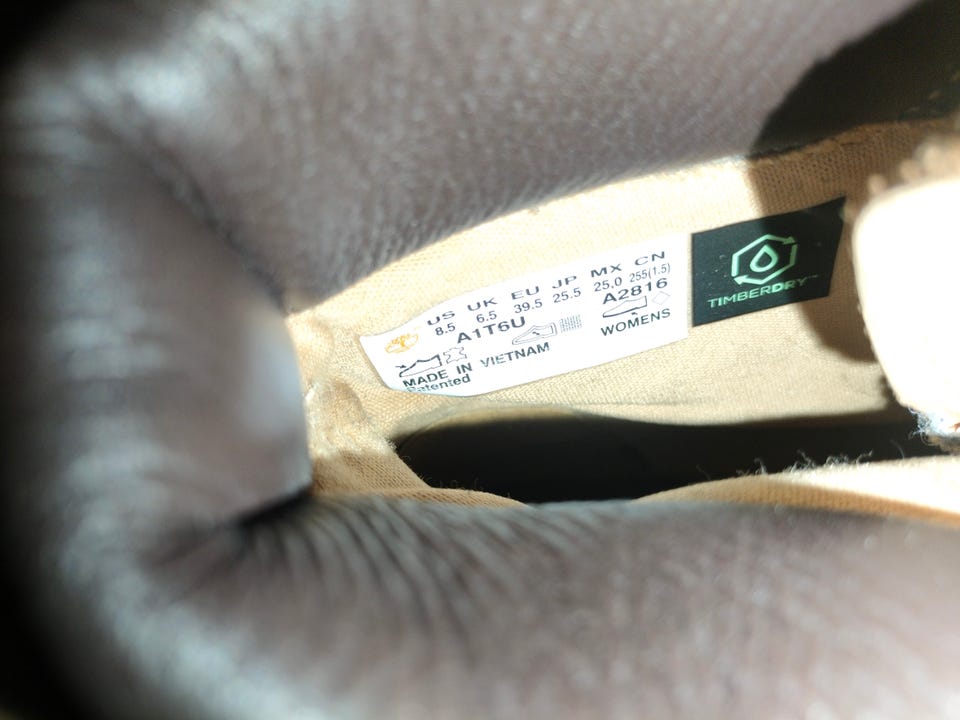 US UK EU JP MX CN
8.5 6.5 39.5 25.5 25.0 255(1.5)
A1T6U A2816
WOMENS
MADE IN VIETNAM
Patented
TIMBERDRY™